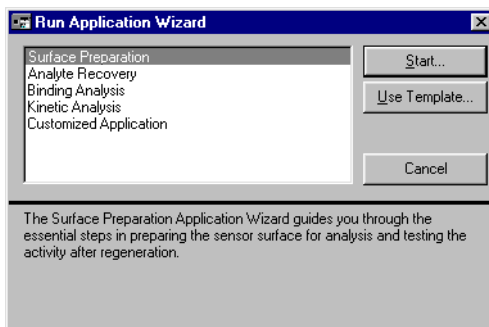 Run Application Wizard
Surface Preparation
Analyte Recovery
Binding Analysis
Kinetic Analysis
Customized Application
Start...
Use Template...
Cancel
The Surface Preparation Application Wizard guides you through the
essential steps in preparing the sensor surface for analysis and testing the
activity after regeneration.